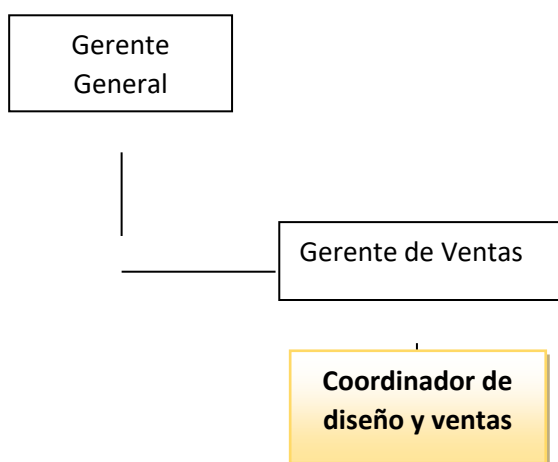 Gerente
General
Gerente de Ventas
Coordinador de
diseño y ventas